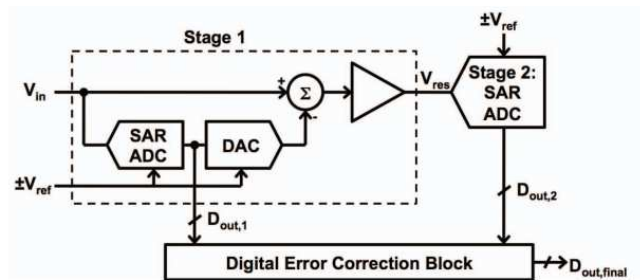 Stage 1
±Vref
Vin
+
Σ
-
Vres
Stage 2:
SAR
ADC
SAR
ADC
DAC
±Vref
Dout,1
Dout,2
Digital Error Correction Block
Dout,final